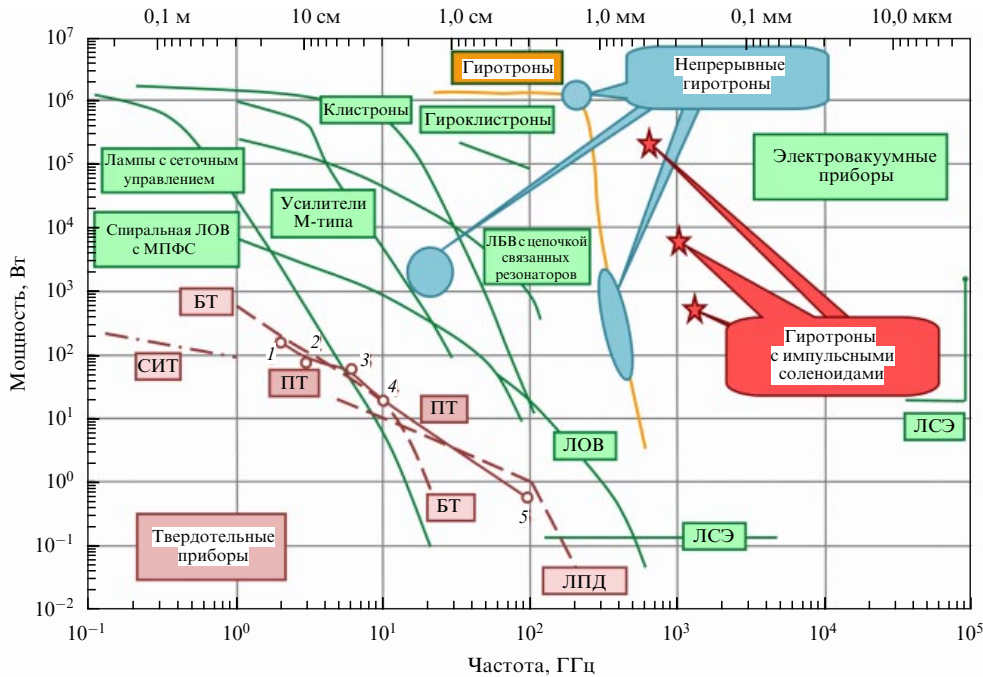 0,1 м
10 см
1,0 см
1,0 мм
0,1 мм
10,0 мкм
10⁷
10⁶
10⁵
10⁴
10³
10²
10¹
10⁰
10⁻¹
10⁻²
Мощность, Вт
Гиротроны
Непрерывные
гиротроны
Клистроны
Гироклистроны
Лампы с сеточным
управлением
Электровакуумные
приборы
Усилители
М-типа
Спиральная ЛОВ
с МПФС
ЛБВ с цепочкой
связанных
резонаторов
БТ
СИТ
1
2
3
4
5
ПТ
ПТ
Гиротроны
с импульсными
соленоидами
ЛСЭ
ЛОВ
БТ
Твердотельные
приборы
ЛСЭ
ЛПД
10⁻¹
10⁰
10¹
10²
10³
10⁴
10⁵
Частота, ГГц